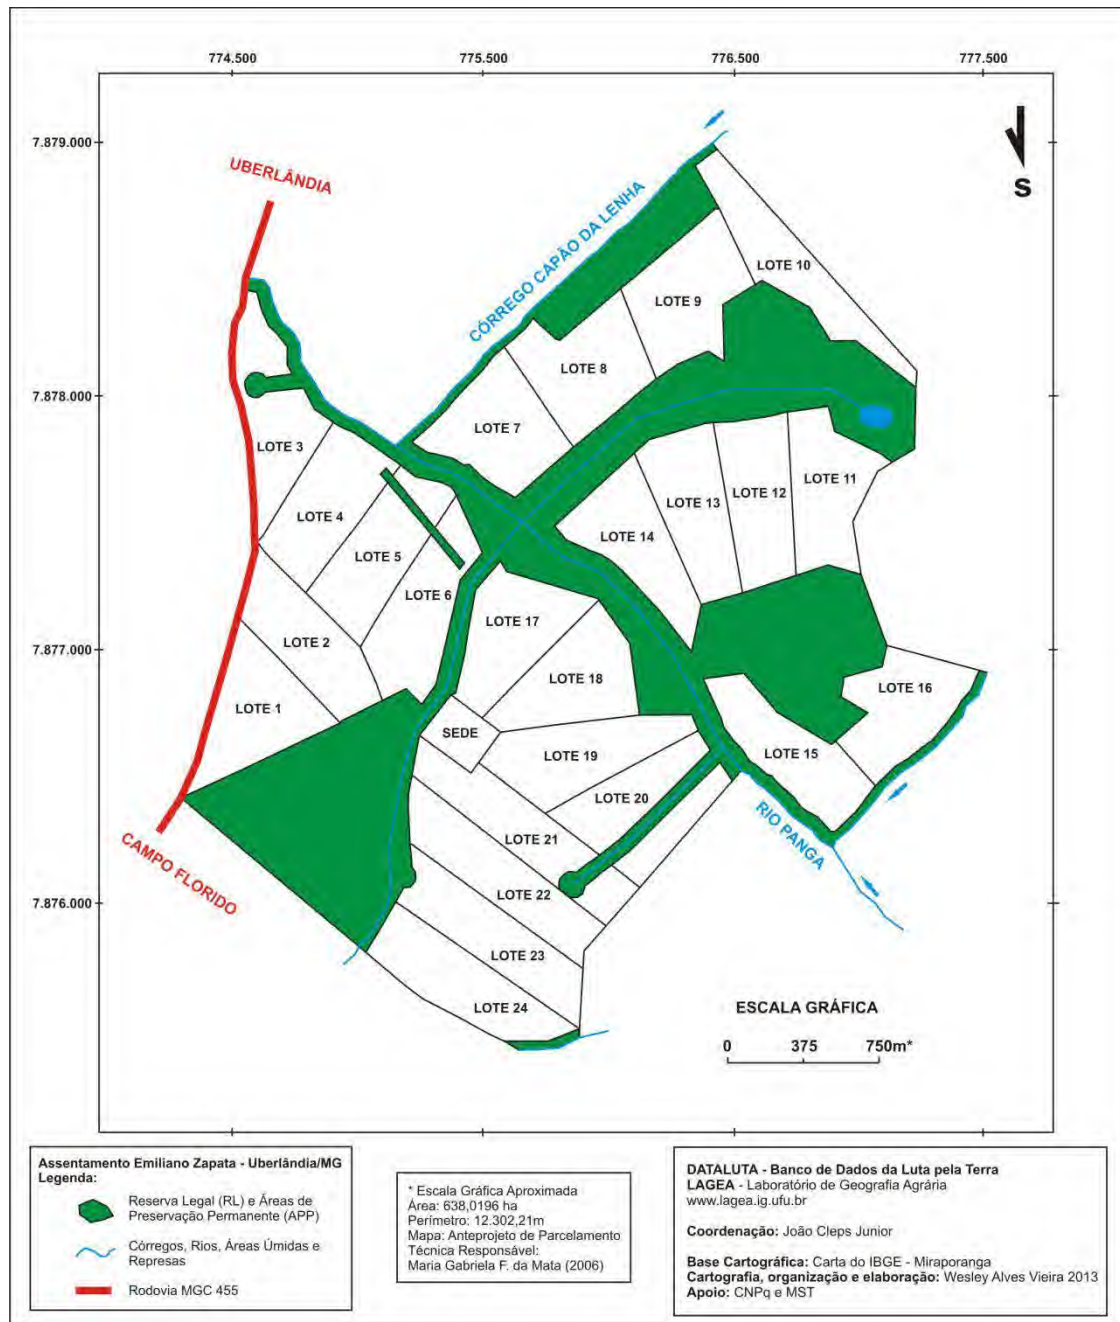 774.500 775.500 776.500 777.500
7.879.000
7.878.000
7.877.000
7.876.000
S
UBERLÂNDIA
CÓRREGO CAPÃO DA LENHA
LOTE 10
LOTE 9
LOTE 8
LOTE 7
LOTE 3
LOTE 4
LOTE 5
LOTE 6
LOTE 11
LOTE 12
LOTE 13
LOTE 14
LOTE 17
LOTE 2
LOTE 18
LOTE 16
LOTE 1
SEDE
LOTE 19
LOTE 15
LOTE 20
LOTE 21
RIO PANGA
CAMPO FLORIDO
LOTE 22
LOTE 23
LOTE 24
ESCALA GRÁFICA
0 375 750m*
Assentamento Emiliano Zapata - Uberlândia/MG
Legenda:
Reserva Legal (RL) e Áreas de
Preservação Permanente (APP)
Córregos, Rios, Áreas Úmidas e
Represas
Rodovia MGC 455
* Escala Gráfica Aproximada
Área: 638,0196 ha
Perímetro: 12.302,21m
Mapa: Anteprojeto de Parcelamento
Técnica Responsável:
Maria Gabriela F. da Mata (2006)
DATALUTA - Banco de Dados da Luta pela Terra
LAGEA - Laboratório de Geografia Agrária
www.lagea.ig.ufu.br
Coordenação: João Cleps Junior
Base Cartográfica: Carta do IBGE - Miraporanga
Cartografia, organização e elaboração: Wesley Alves Vieira 2013
Apoio: CNPq e MST